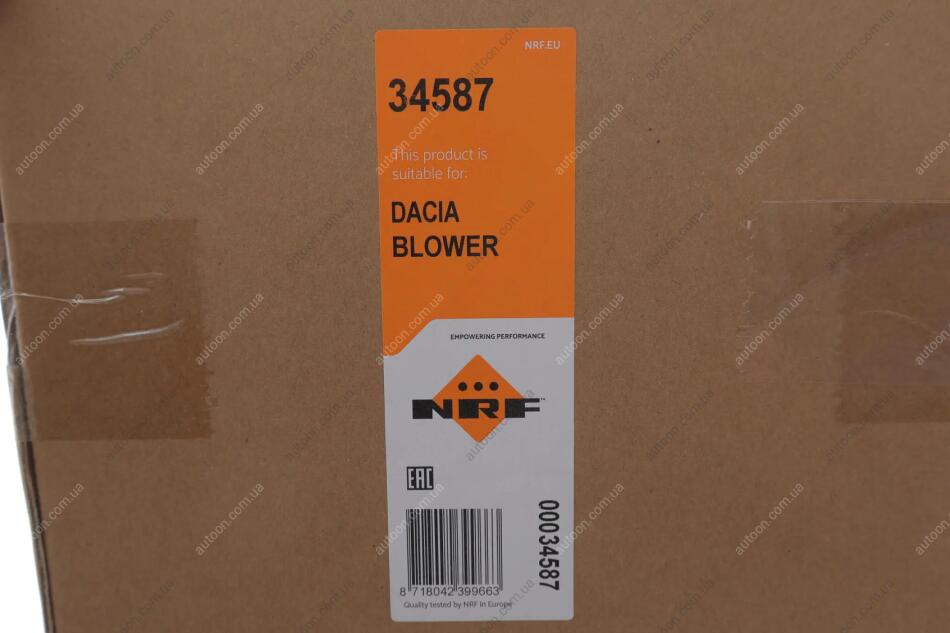 NRF.EU
34587
This product is
suitable for:
DACIA
BLOWER
EMPOWERING PERFORMANCE
NRF™
EAC
00034587
8 718042 399663
Quality tested by NRF in Europe
autoon.com.ua